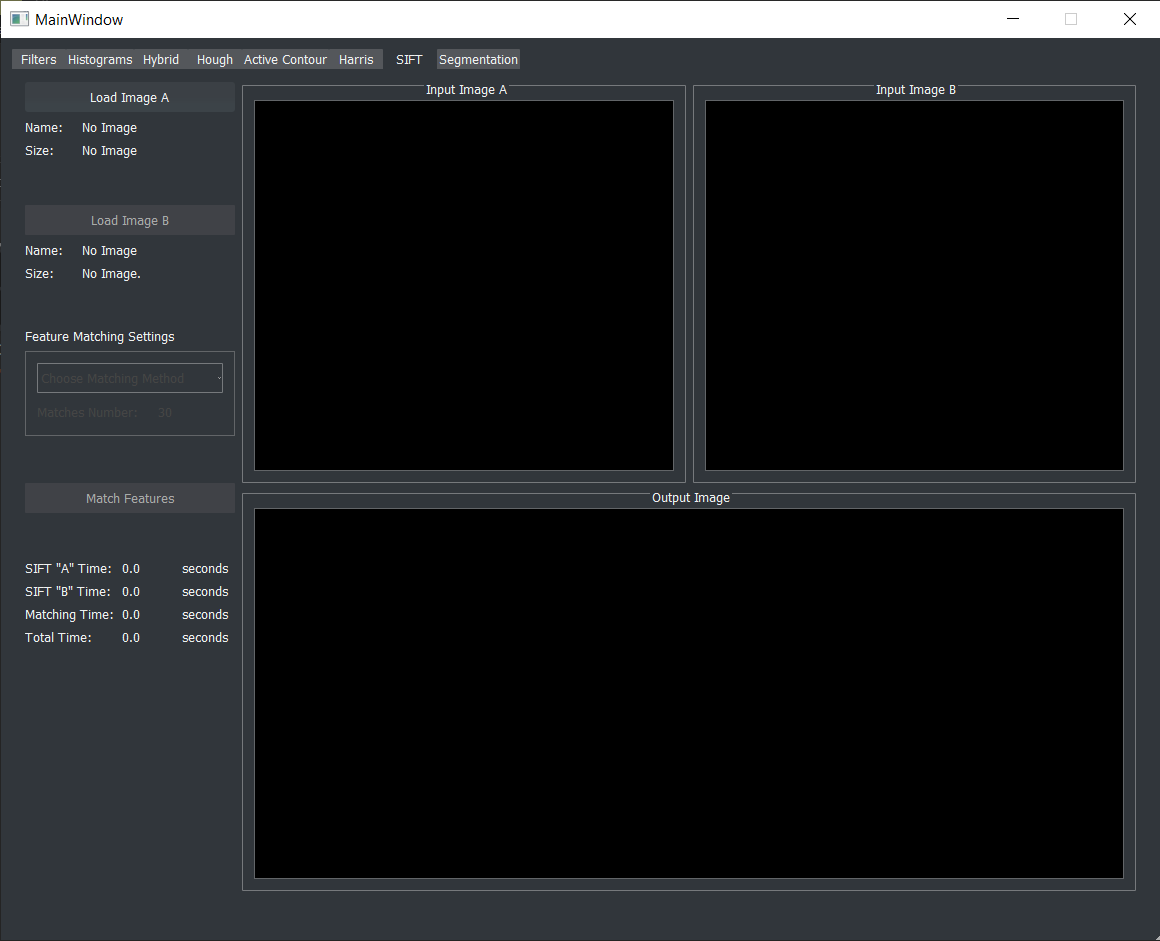 MainWindow
Filters Histograms Hybrid Hough Active Contour Harris SIFT Segmentation
Load Image A
Name: No Image
Size: No Image
Load Image B
Name: No Image
Size: No Image.
Feature Matching Settings
Choose Matching Method
Matches Number: 30
Match Features
SIFT "A" Time: 0.0 seconds
SIFT "B" Time: 0.0 seconds
Matching Time: 0.0 seconds
Total Time: 0.0 seconds
Input Image A
Input Image B
Output Image